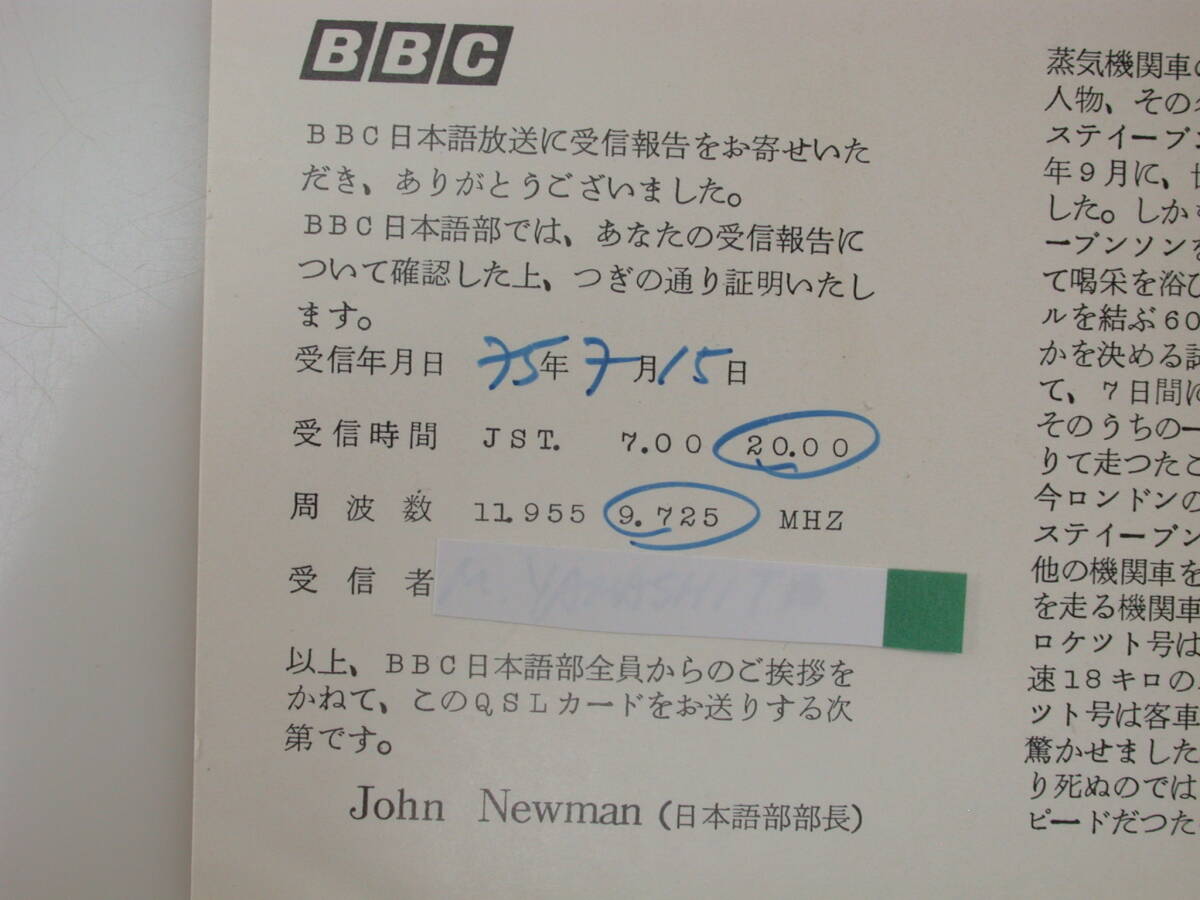 BBC
BBC日本語放送に受信報告をお寄せいた
だき、ありがとうございました。
BBC日本語部では、あなたの受信報告に
ついて確認した上、つぎの通り証明いたし
ます。
受信年月日 75年7月15日
受信時間 JST. 7.00 20.00
周波数 11.955 9.725 MHZ
受信者
以上、BBC日本語部全員からのご挨拶を
かねて、このQSLカードをお送りする次
第です。
John Newman (日本語部部長)
蒸気機関車の
人物、その
ステイーブン
年9月に、
した。しかも
ーブンソンを
て喝采を浴び
ルを結ぶ60
かを決める試
て、7日間に
そのうちの一
りて走つたこ
今ロンドンの
ステイーブン
他の機関車を
を走る機関車
ロケツト号は
速18キロの
ツト号は客車
驚かせました
り死ぬのでは
ピードだつた